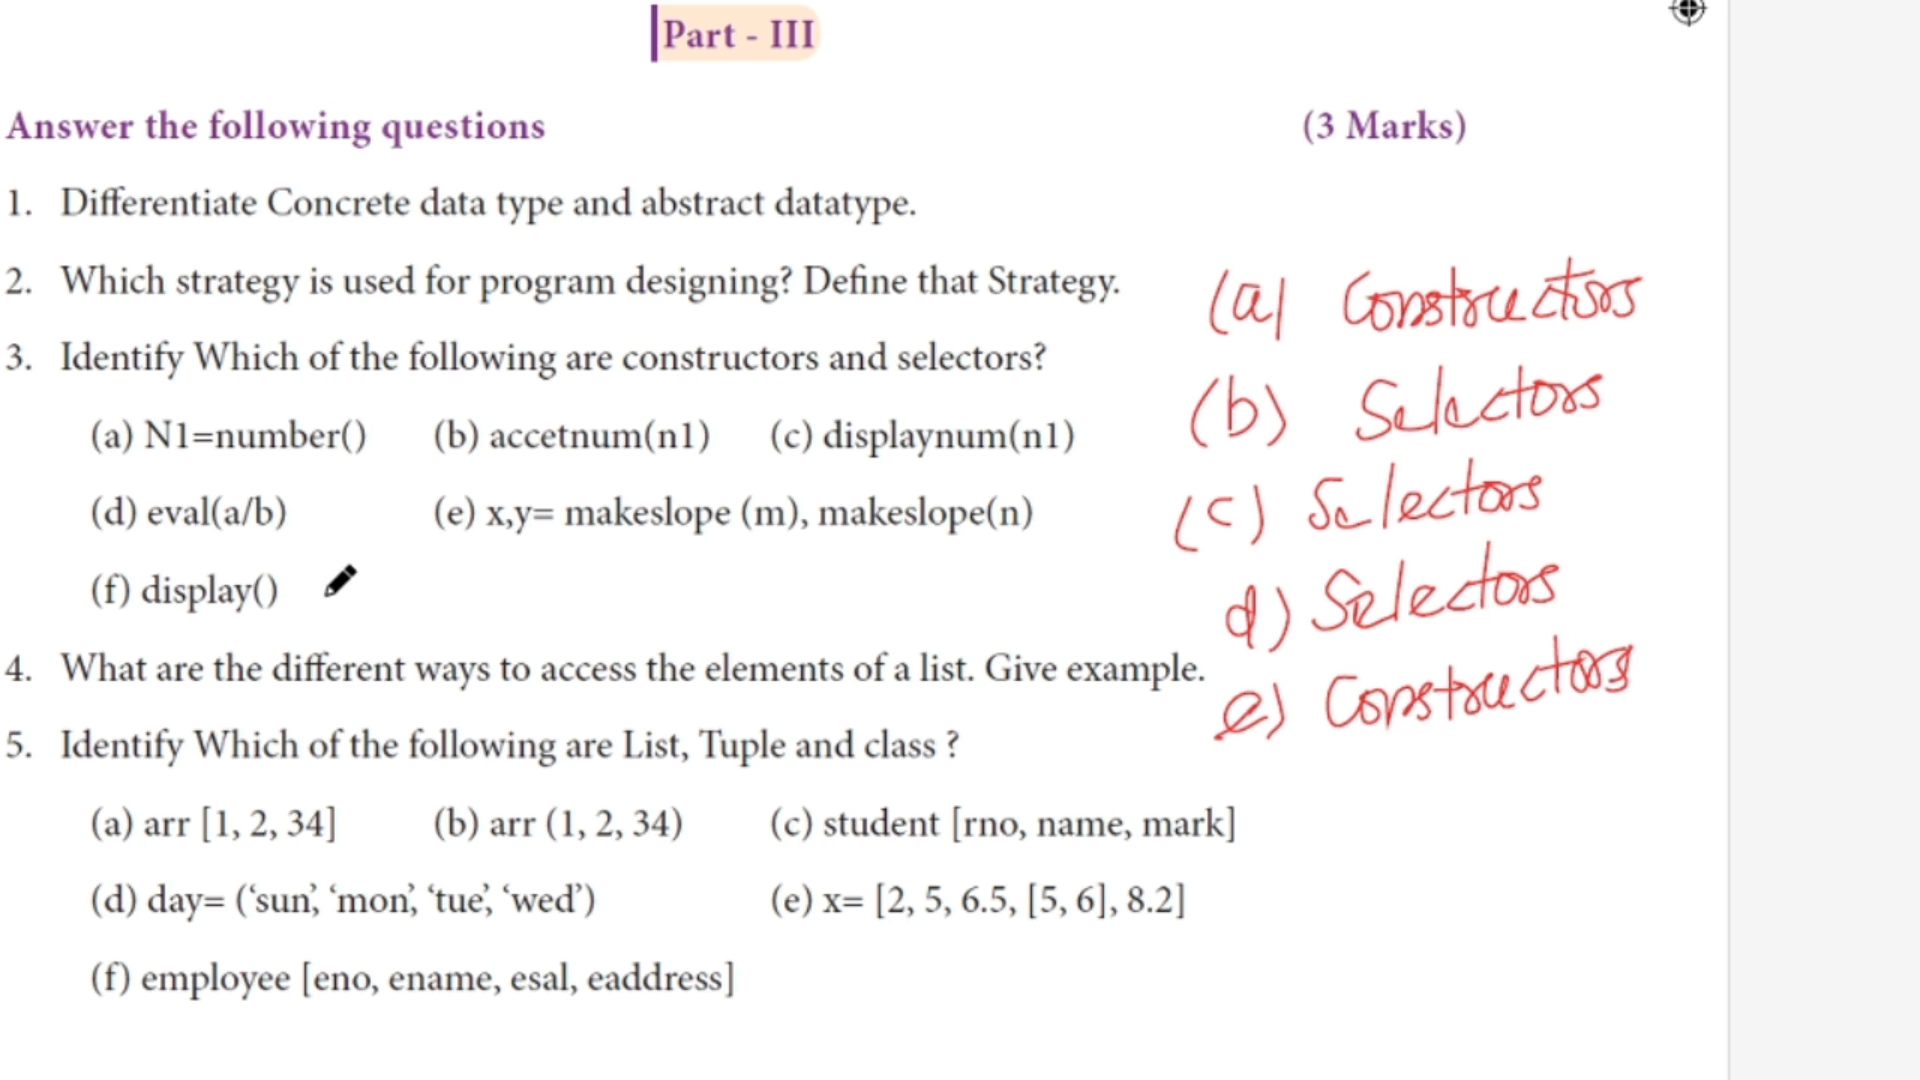 Part - III
Answer the following questions (3 Marks)
1. Differentiate Concrete data type and abstract datatype.
2. Which strategy is used for program designing? Define that Strategy.
3. Identify Which of the following are constructors and selectors?
(a) N1=number() (b) accetnum(n1) (c) displaynum(n1)
(d) eval(a/b) (e) x,y= makeslope (m), makeslope(n)
(f) display()
4. What are the different ways to access the elements of a list. Give example.
5. Identify Which of the following are List, Tuple and class ?
(a) arr [1, 2, 34] (b) arr (1, 2, 34) (c) student [rno, name, mark]
(d) day= (‘sun’, ‘mon’, ‘tue’, ‘wed’) (e) x= [2, 5, 6.5, [5, 6], 8.2]
(f) employee [eno, ename, esal, eaddress]
(a) Constructors
(b) Selectors
(c) Selectors
d) Selectors
e) Constructors